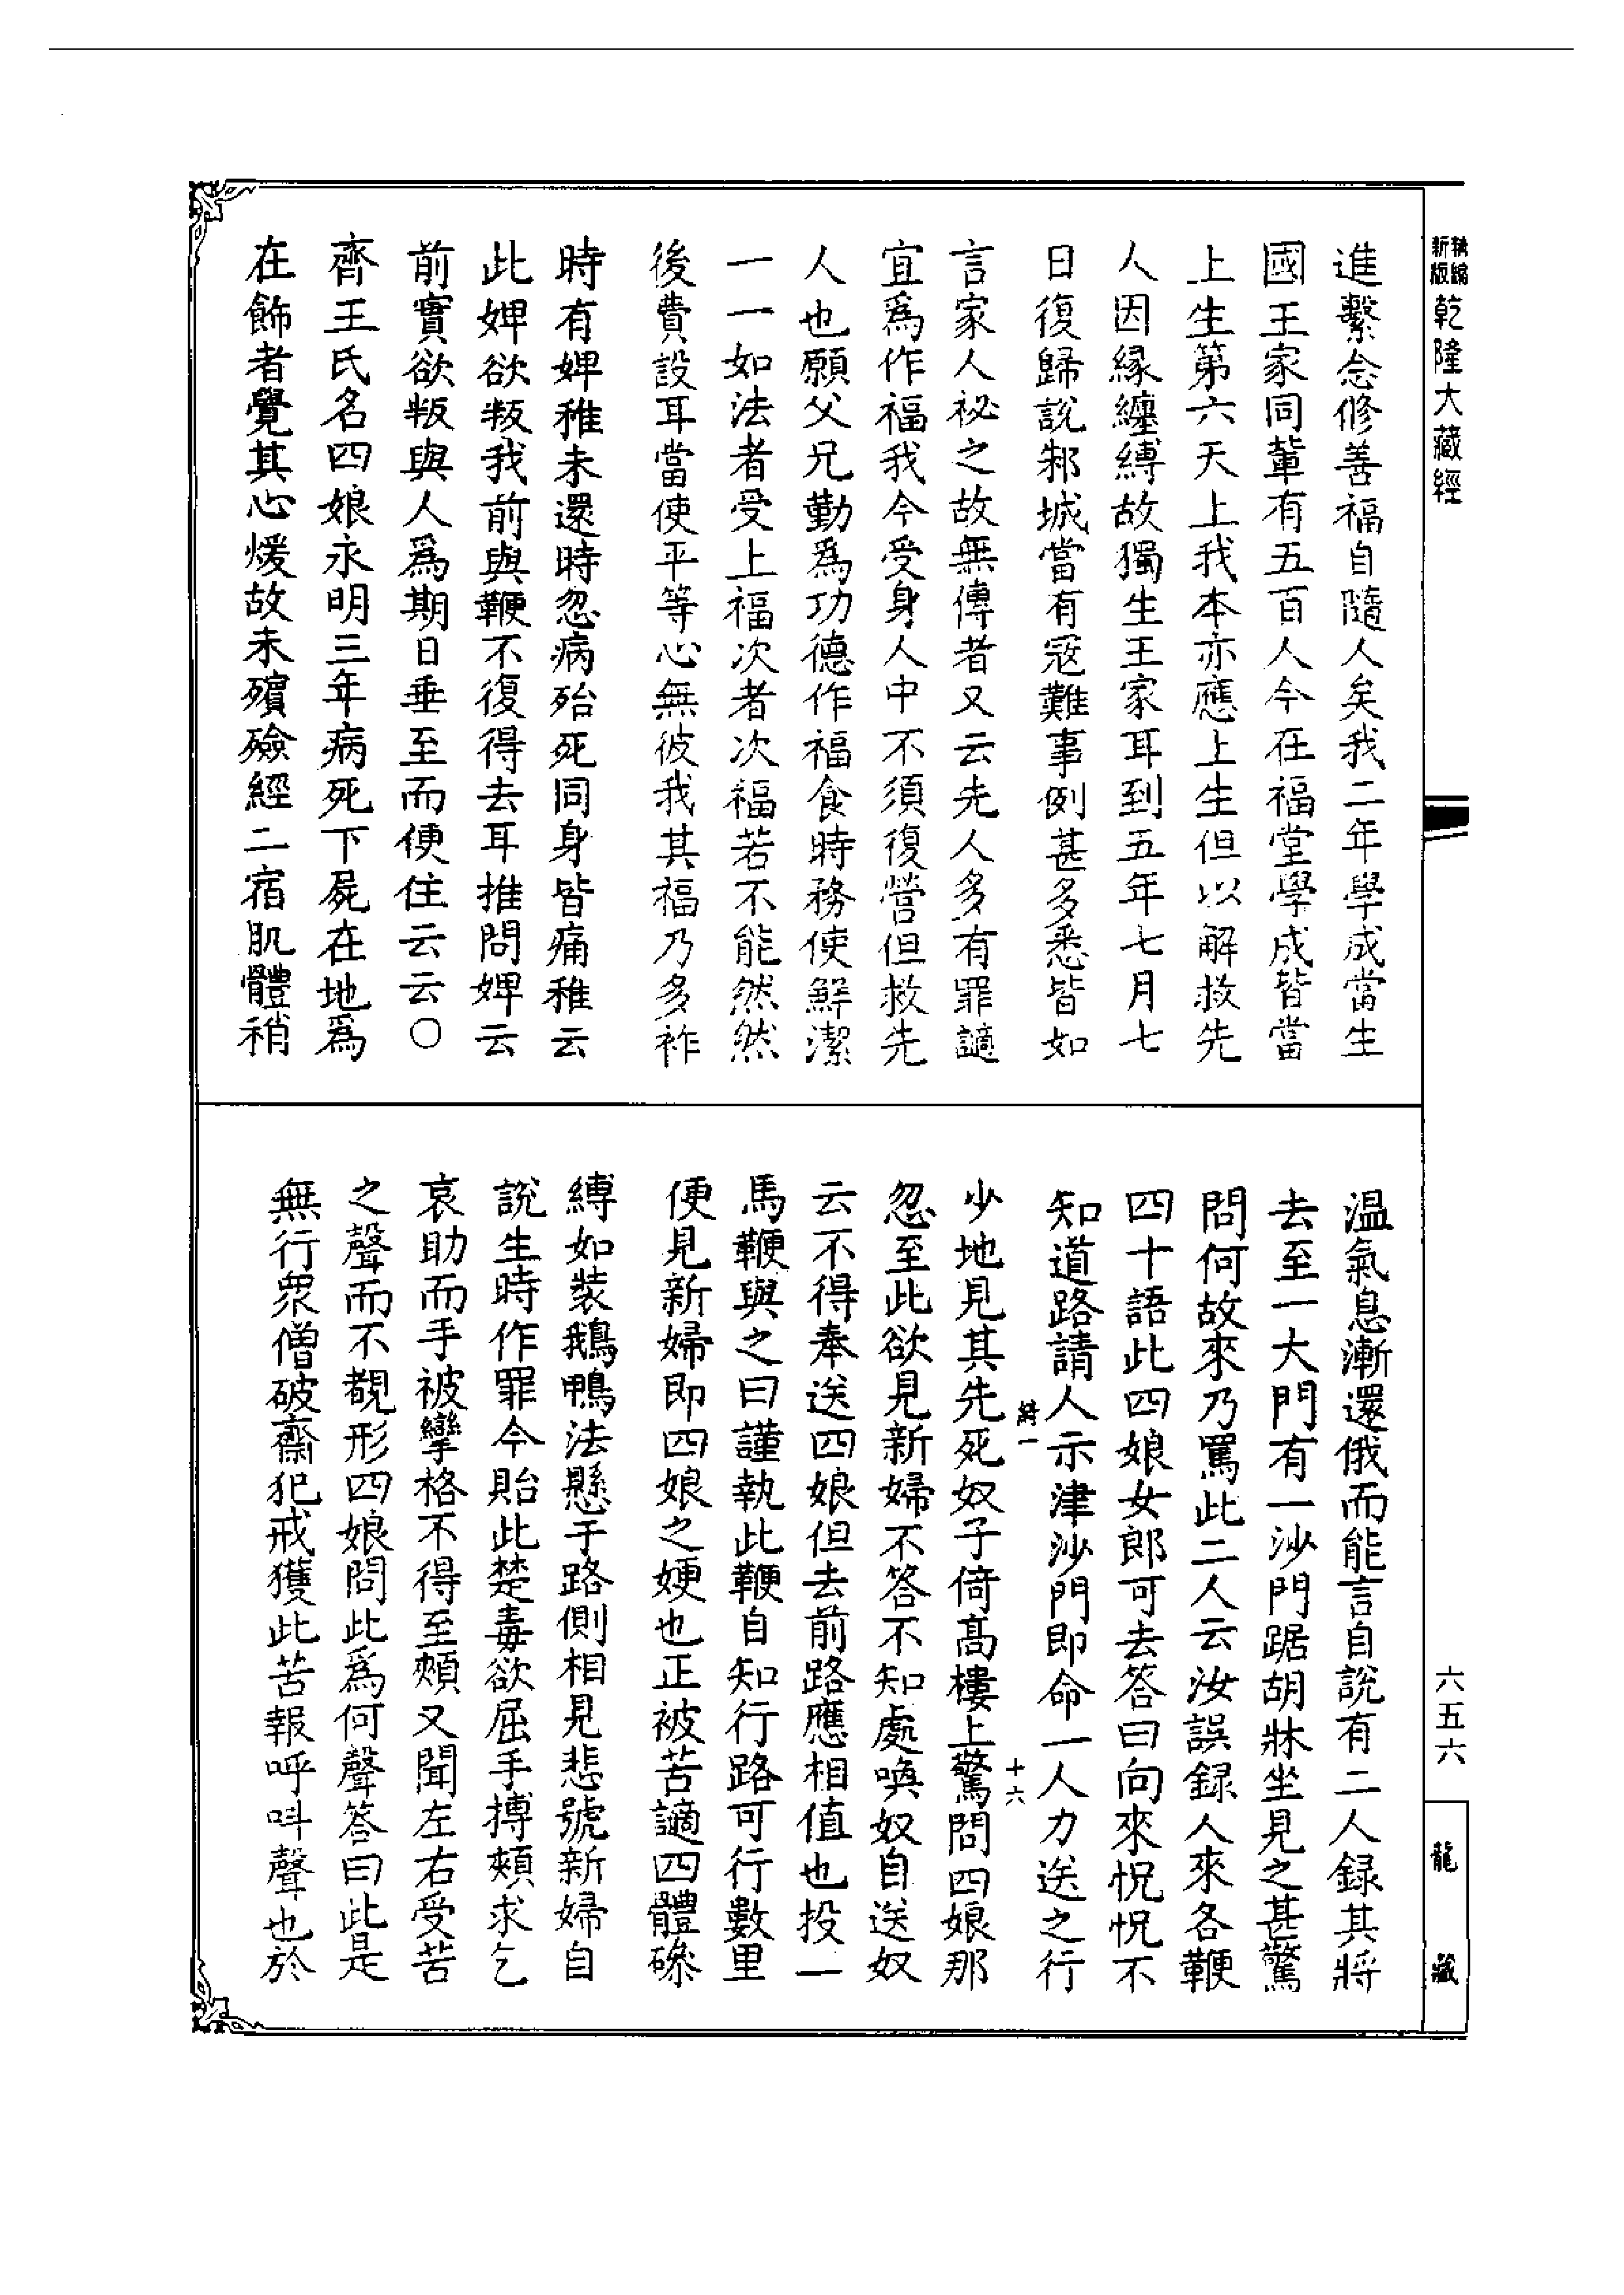 新版
精縮
乾隆大藏經
進繫念修善福自隨人矣我二年學成當生
國王家同輩有五百人今在福堂學成皆當
上生第六天上我本亦應上生但以解救先
人因緣纏縛故獨生王家耳到五年七月七
日復歸說邾城當有寇難事例甚多悉皆如
言家人祕之故無傳者又云先人多有罪讁
宜爲作福我今受身人中不須復營但救先
人也願父兄勤爲功德作福食時務使鮮潔
一一如法者受上福次者次福若不能然然
後費設耳當使平等心無彼我其福乃多祚
時有婢稚未還時忽病殆死同身皆痛稚云
此婢欲叛我前與鞭不復得去耳推問婢云
前實欲叛與人爲期日垂至而便住云云○
齊王氏名四娘永明三年病死下屍在地爲
在飾者覺其心煖故未殯殮經二宿肌體稍
溫氣息漸還俄而能言自說有二人録其將
去至一大門有一沙門踞胡牀坐見之甚驚
問何故來乃罵此二人云汝誤録人來各鞭
四十語此四娘女郎可去答曰向來怳怳不
知道路請人示津沙門即命一人力送之行
少地見其先死奴子倚髙樓上驚問四娘那
忽至此欲見新婦不答不知處喚奴自送奴
云不得奉送四娘但去前路應相值也投一
馬鞭與之曰謹執此鞭自知行路可行數里
便見新婦即四娘之㛐也正被苦讁四體磔
縛如裝鵝鴨法懸于路側相見悲號新婦自
說生時作罪今貽此楚毒欲屈手搏頰求乞
哀助而手被攣格不得至頰又聞左右受苦
之聲而不覩形四娘問此爲何聲答曰此是
無行衆僧破齋犯戒獲此苦報呼呌聲也於
十六
六五六
龍
藏